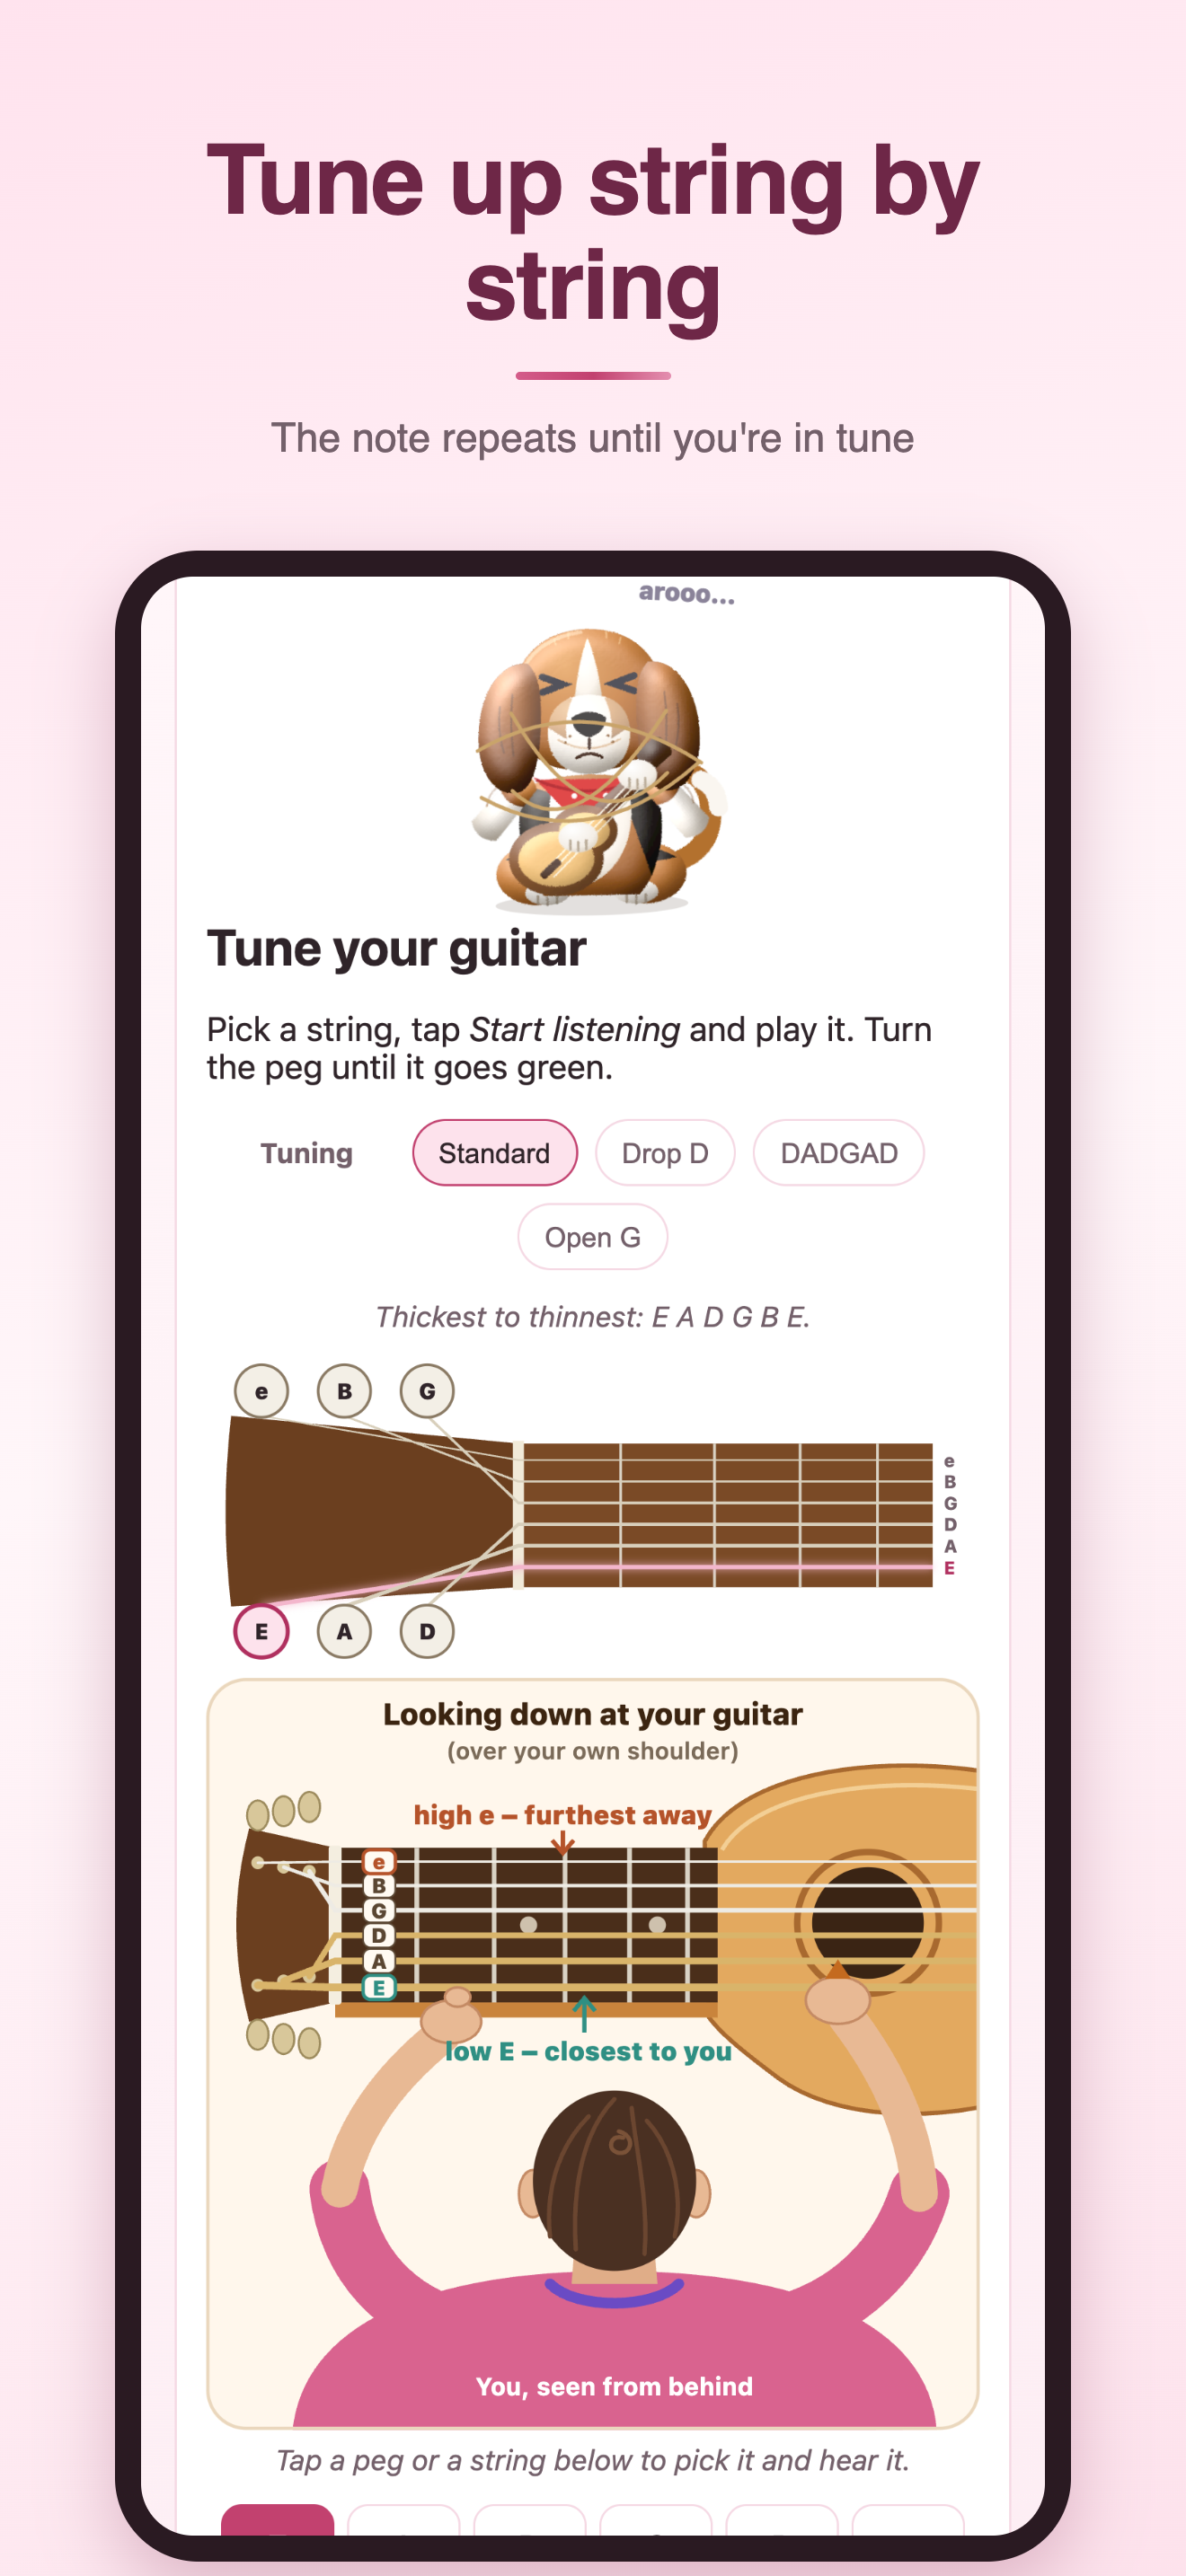 Tune up string by
string
The note repeats until you're in tune
arooo...
Tune your guitar
Pick a string, tap Start listening and play it. Turn
the peg until it goes green.
Tuning Standard Drop D DADGAD
Open G
Thickest to thinnest: E A D G B E.
e B G
e
B
G
D
A
E
E A D
Looking down at your guitar
(over your own shoulder)
high e – furthest away
e
B
G
D
A
E
low E – closest to you
You, seen from behind
Tap a peg or a string below to pick it and hear it.